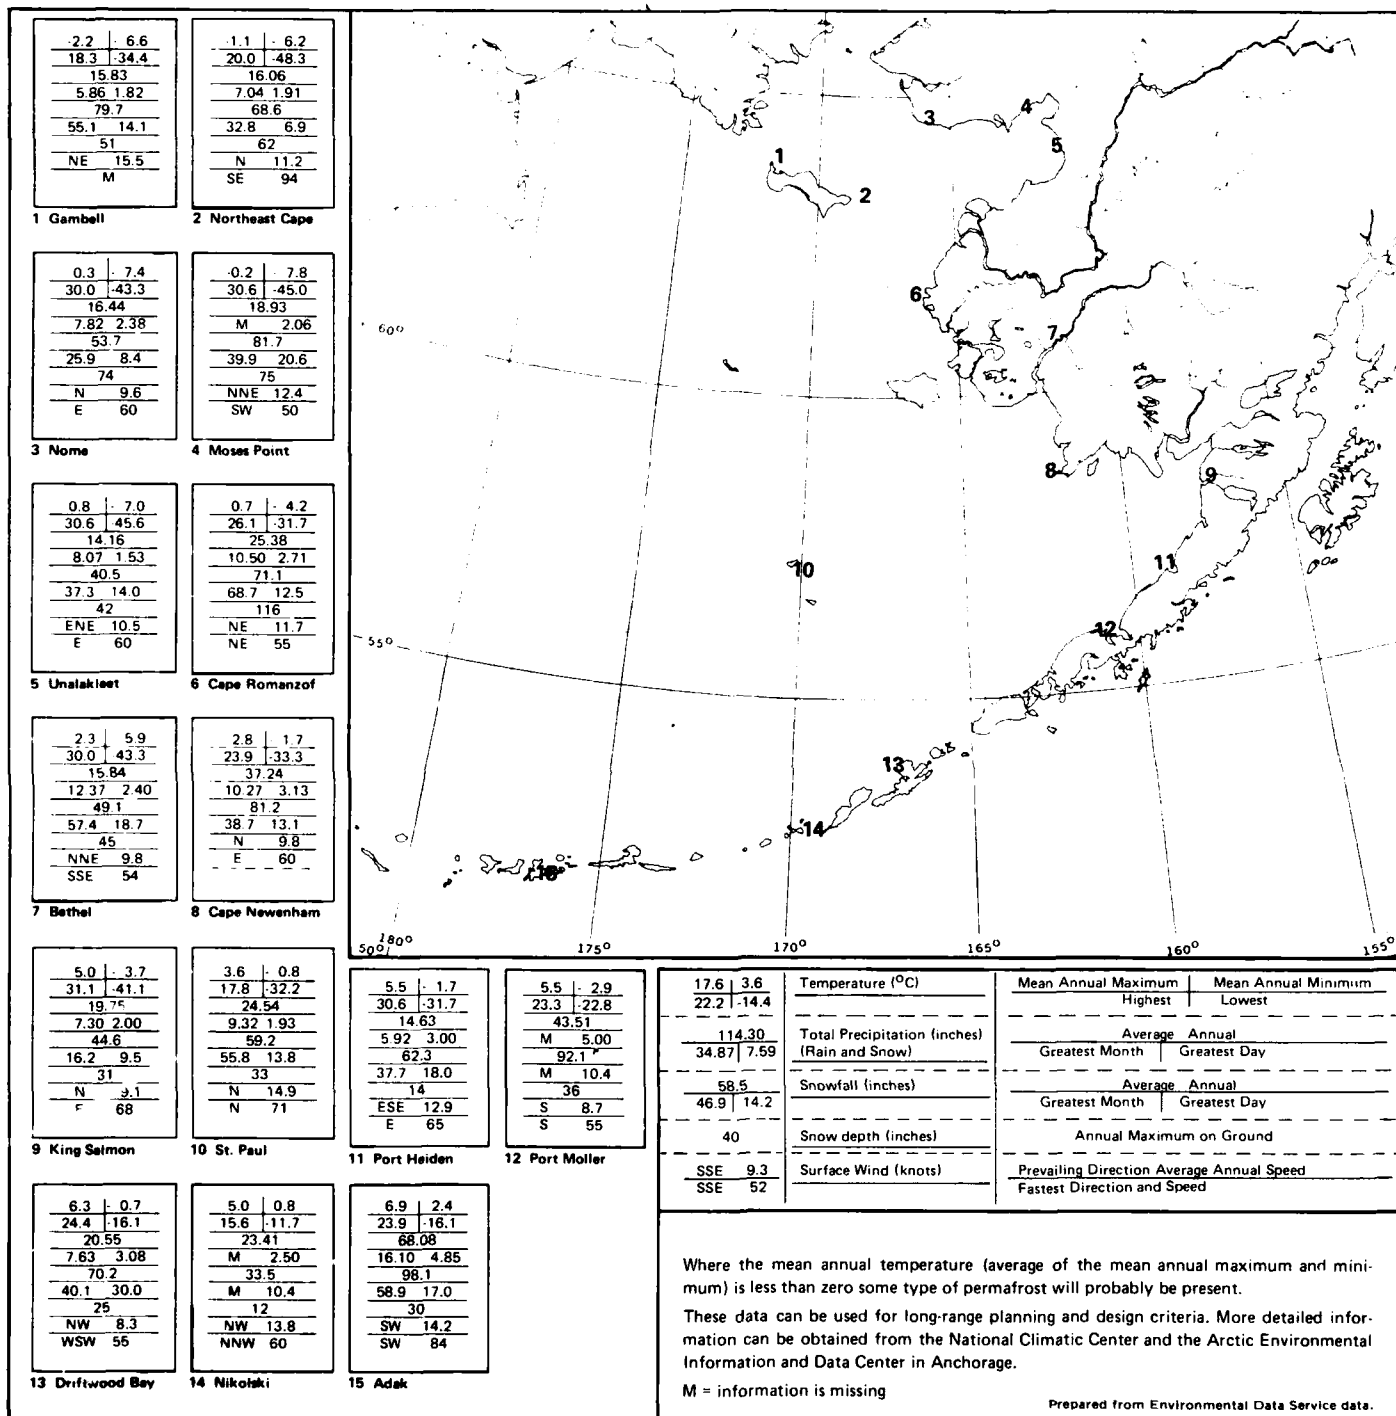 -2.2 - 6.6
18.3 -34.4
15.83
5.86 1.82
79.7
55.1 14.1
51
NE 15.5
M
1 Gambell
-1.1 - 6.2
20.0 -48.3
16.06
7.04 1.91
68.6
32.8 6.9
62
N 11.2
SE 94
2 Northeast Cape
0.3 - 7.4
30.0 -43.3
16.44
7.82 2.38
53.7
25.9 8.4
74
N 9.6
E 60
3 Nome
-0.2 - 7.8
30.6 -45.0
18.93
M 2.06
81.7
39.9 20.6
75
NNE 12.4
SW 50
4 Moses Point
0.8 - 7.0
30.6 45.6
14.16
8.07 1.53
40.5
37.3 14.0
42
ENE 10.5
E 60
5 Unalakleet
0.7 - 4.2
26.1 -31.7
25.38
10.50 2.71
71.1
68.7 12.5
116
NE 11.7
NE 55
6 Cape Romanzof
2.3 5.9
30.0 43.3
15.84
12.37 2.40
49.1
57.4 18.7
45
NNE 9.8
SSE 54
7 Bethel
2.8 - 1.7
23.9 -33.3
37.24
10.27 3.13
81.2
38.7 13.1
N 9.8
E 60
8 Cape Newenham
5.0 - 3.7
31.1 -41.1
19.75
7.30 2.00
44.6
16.2 9.5
31
N 9.1
68
9 King Salmon
3.6 - 0.8
17.8 -32.2
24.54
9.32 1.93
59.2
55.8 13.8
33
N 14.9
N 71
10 St. Paul
5.5 - 1.7
30.6 -31.7
14.63
5.92 3.00
62.3
37.7 18.0
14
ESE 12.9
E 65
11 Port Heiden
5.5 - 2.9
23.3 -22.8
43.51
M 5.00
92.1
M 10.4
36
S 8.7
S 55
12 Port Moller
6.3 - 0.7
24.4 -16.1
20.55
7.63 3.08
70.2
40.1 30.0
25
NW 8.3
WSW 55
13 Driftwood Bay
5.0 0.8
15.6 -11.7
23.41
M 2.50
33.5
M 10.4
12
NW 13.8
NNW 60
14 Nikolski
6.9 2.4
23.9 -16.1
68.08
16.10 4.85
98.1
58.9 17.0
30
SW 14.2
SW 84
15 Adak
1
2
3
4
5
6
7
8
9
10
11
12
13
14
15
60°
55°
50°
180°
175°
170°
165°
160°
155°
17.6 3.6 Temperature (°C) Mean Annual Maximum Mean Annual Minimum
22.2 -14.4 Highest Lowest
114.30 Total Precipitation (inches) Average Annual
34.87 7.59 (Rain and Snow) Greatest Month Greatest Day
58.5 Snowfall (inches) Average Annual
46.9 14.2 Greatest Month Greatest Day
40 Snow depth (inches) Annual Maximum on Ground
SSE 9.3 Surface Wind (knots) Prevailing Direction Average Annual Speed
SSE 52 Fastest Direction and Speed
Where the mean annual temperature (average of the mean annual maximum and mini-
mum) is less than zero some type of permafrost will probably be present.
These data can be used for long-range planning and design criteria. More detailed infor-
mation can be obtained from the National Climatic Center and the Arctic Environmental
Information and Data Center in Anchorage.
M = information is missing
Prepared from Environmental Data Service data.